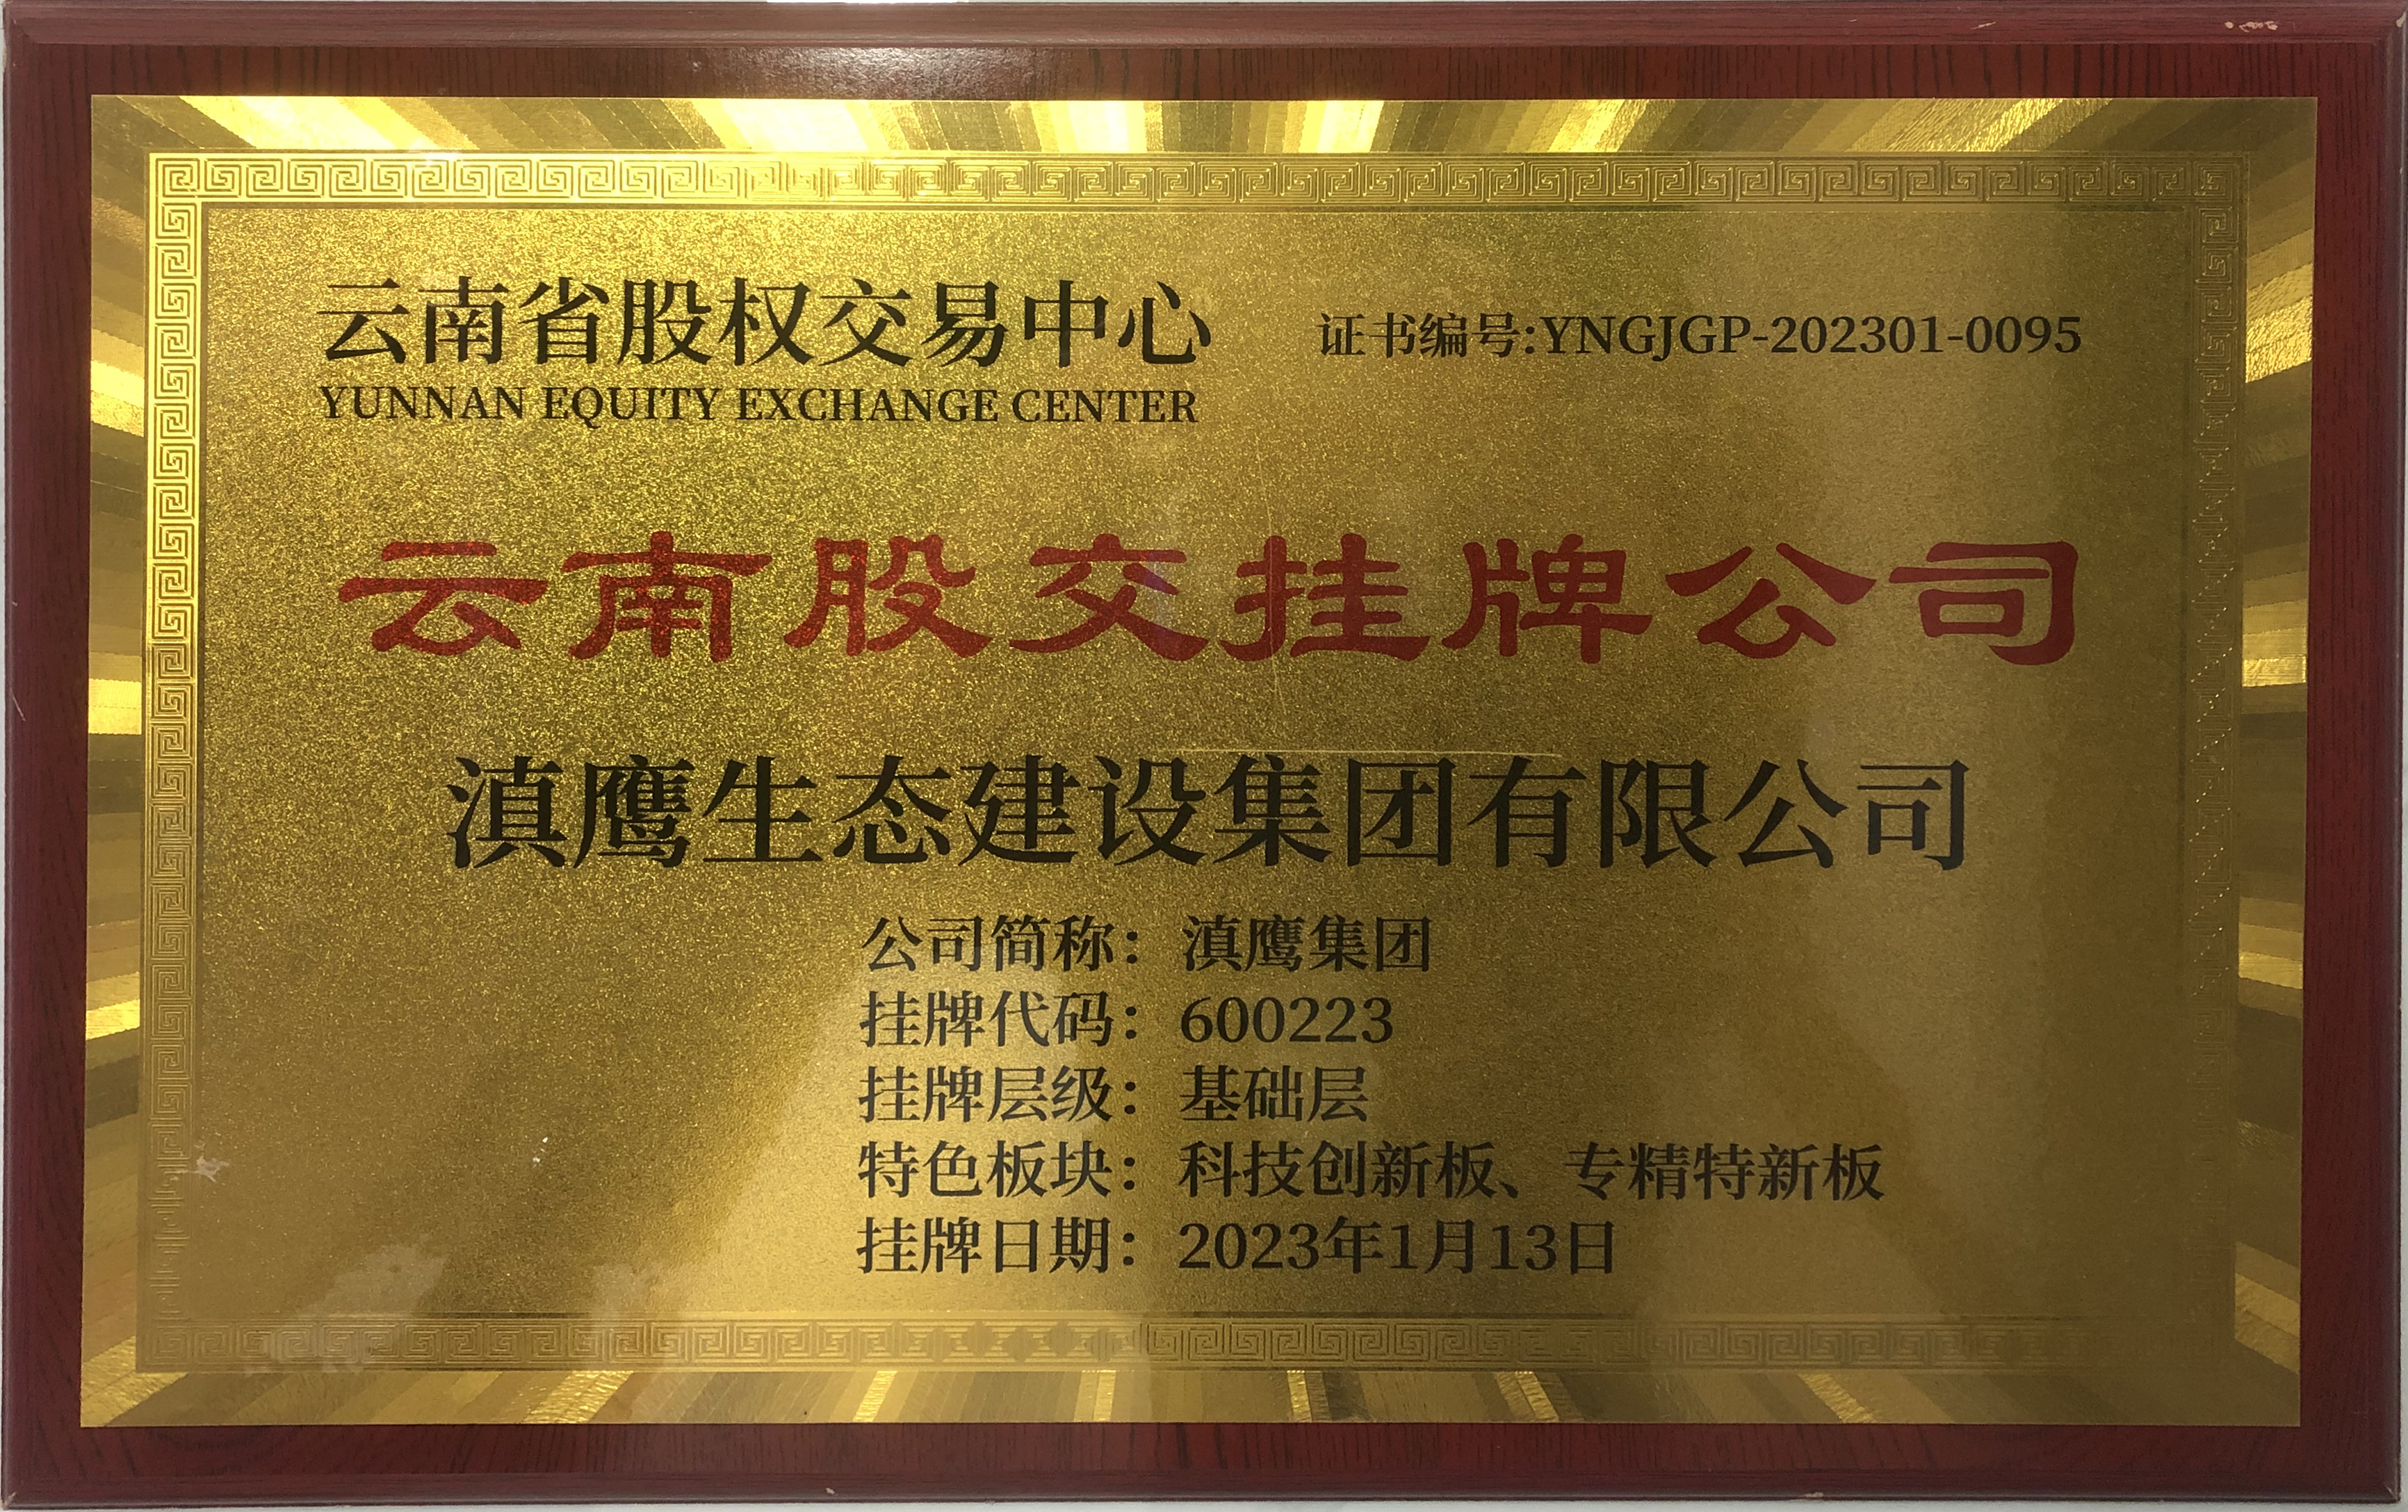 云南省股权交易中心
YUNNAN EQUITY EXCHANGE CENTER
证书编号:YNGJGP-202301-0095
云南股交挂牌公司
滇鹰生态建设集团有限公司
公司简称：滇鹰集团
挂牌代码：600223
挂牌层级：基础层
特色板块：科技创新板、专精特新板
挂牌日期：2023年1月13日